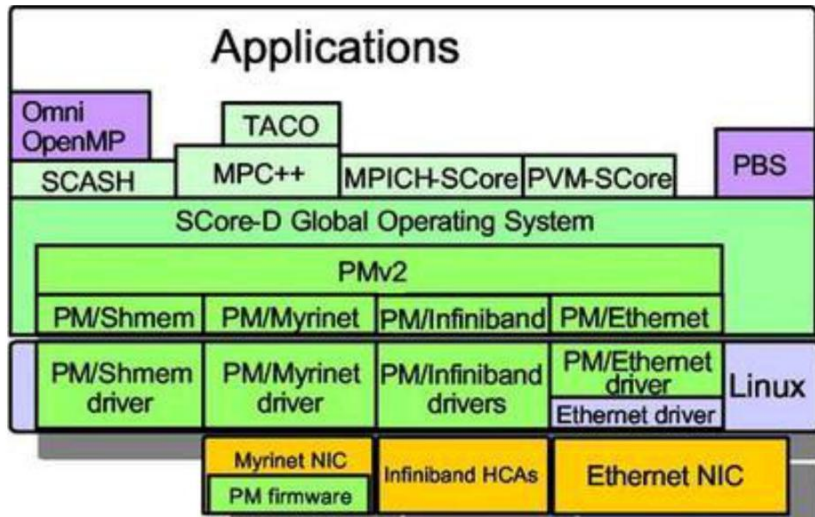 Applications
Omni
OpenMP
TACO
PBS
SCASH
MPC++
MPICH-SCore
PVM-SCore
SCore-D Global Operating System
PMv2
PM/Shmem
PM/Myrinet
PM/Infiniband
PM/Ethernet
PM/Shmem
driver
PM/Myrinet
driver
PM/Infiniband
drivers
PM/Ethernet
driver
Ethernet driver
Linux
Myrinet NIC
PM firmware
Infiniband HCAs
Ethernet NIC